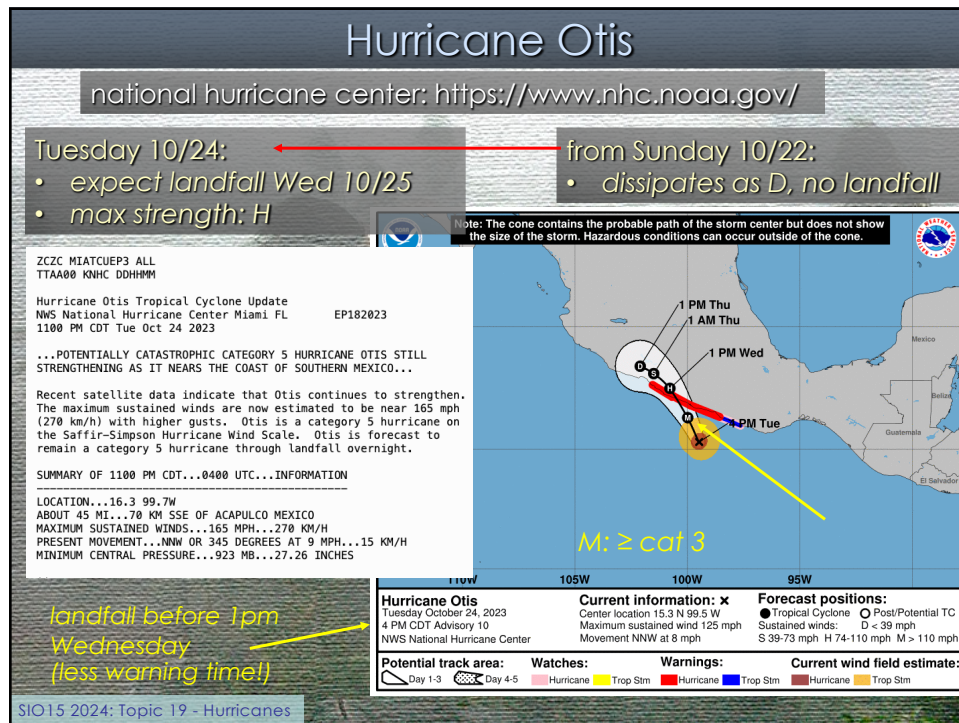 Hurricane Otis
national hurricane center: https://www.nhc.noaa.gov/
Tuesday 10/24:
• expect landfall Wed 10/25
• max strength: H
from Sunday 10/22:
• dissipates as D, no landfall
ZCZC MIATCUEP3 ALL
TTAA00 KNHC DDHHMM
Hurricane Otis Tropical Cyclone Update
NWS National Hurricane Center Miami FL EP182023
1100 PM CDT Tue Oct 24 2023
...POTENTIALLY CATASTROPHIC CATEGORY 5 HURRICANE OTIS STILL
STRENGTHENING AS IT NEARS THE COAST OF SOUTHERN MEXICO...
Recent satellite data indicate that Otis continues to strengthen.
The maximum sustained winds are now estimated to be near 165 mph
(270 km/h) with higher gusts. Otis is a category 5 hurricane on
the Saffir-Simpson Hurricane Wind Scale. Otis is forecast to
remain a category 5 hurricane through landfall overnight.
SUMMARY OF 1100 PM CDT...0400 UTC...INFORMATION
-----------------------------------------------
LOCATION...16.3 99.7W
ABOUT 45 MI...70 KM SSE OF ACAPULCO MEXICO
MAXIMUM SUSTAINED WINDS...165 MPH...270 KM/H
PRESENT MOVEMENT...NNW OR 345 DEGREES AT 9 MPH...15 KM/H
MINIMUM CENTRAL PRESSURE...923 MB...27.26 INCHES
Note: The cone contains the probable path of the storm center but does not show
the size of the storm. Hazardous conditions can occur outside of the cone.
1 PM Thu
1 AM Thu
1 PM Wed
4 PM Tue
D
S
H
M
Mexico
Belize
Guatemala
El Salvador
M: ≥ cat 3
110W 105W 100W 95W
landfall before 1pm
Wednesday
(less warning time!)
Hurricane Otis
Tuesday October 24, 2023
4 PM CDT Advisory 10
NWS National Hurricane Center
Current information: ×
Center location 15.3 N 99.5 W
Maximum sustained wind 125 mph
Movement NNW at 8 mph
Forecast positions:
Tropical Cyclone Post/Potential TC
Sustained winds: D < 39 mph
S 39-73 mph H 74-110 mph M > 110 mph
Potential track area:
Day 1-3 Day 4-5
Watches:
Hurricane Trop Stm
Warnings:
Hurricane Trop Stm
Current wind field estimate:
Hurricane Trop Stm
SIO15 2024: Topic 19 - Hurricanes